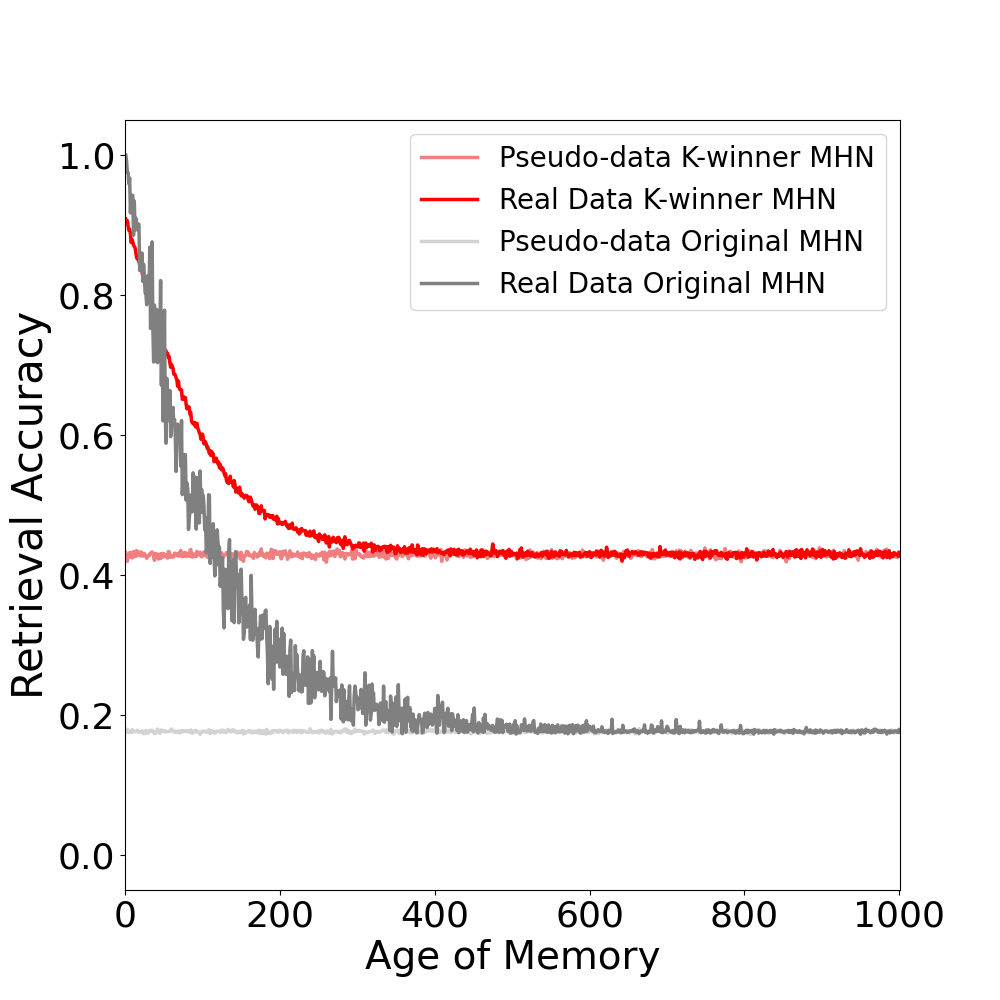 Pseudo-data K-winner MHN
Real Data K-winner MHN
Pseudo-data Original MHN
Real Data Original MHN
Retrieval Accuracy
1.0
0.8
0.6
0.4
0.2
0.0
0 200 400 600 800 1000
Age of Memory